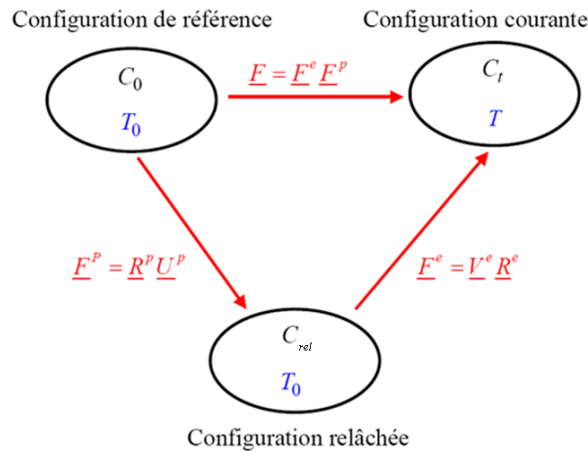 Configuration de référence
Configuration courante
C₀
T₀
F = Fᵉ Fᵖ
Cₜ
T
Fᴾ = Rᵖ Uᵖ
Fᵉ = Vᵉ Rᵉ
C_rel
T₀
Configuration relâchée